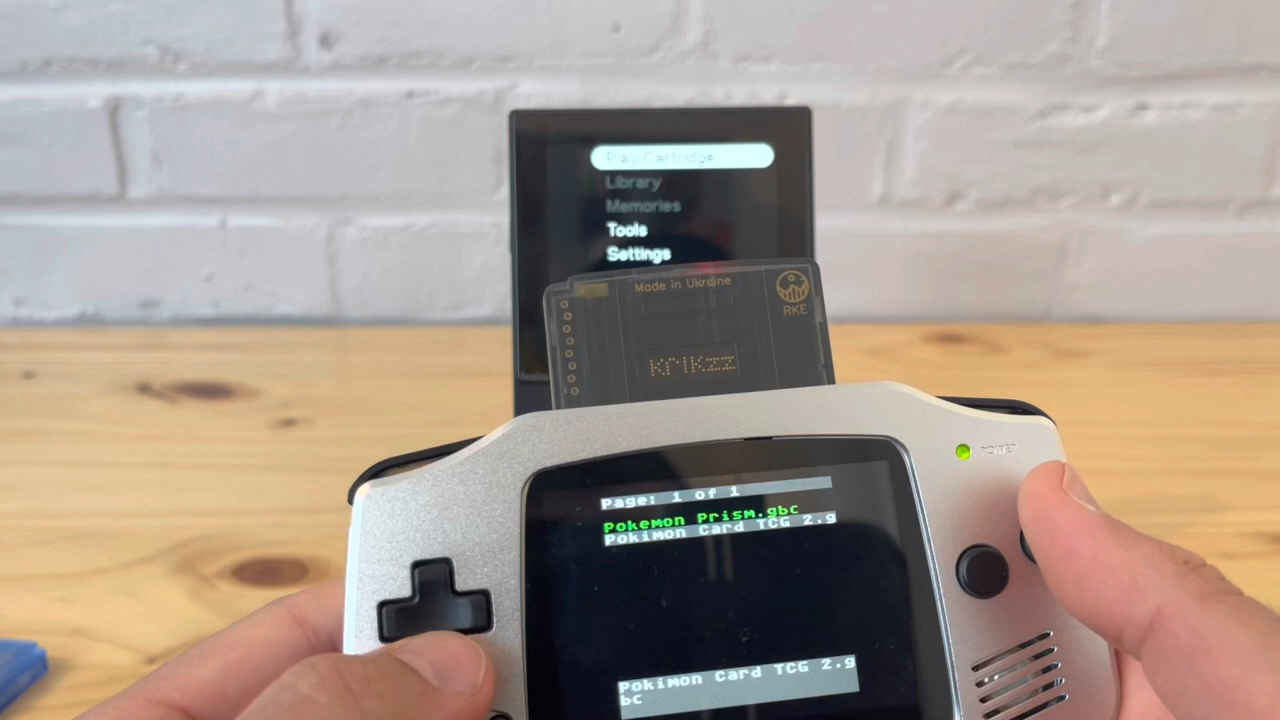 Play Cartridge
Library
Memories
Tools
Settings
Made in Ukraine
RKE
krikzz
POWER
Page: 1 of 1
Pokemon Prism.gbc
Pokimon Card TCG 2.g
Pokimon Card TCG 2.g
bc